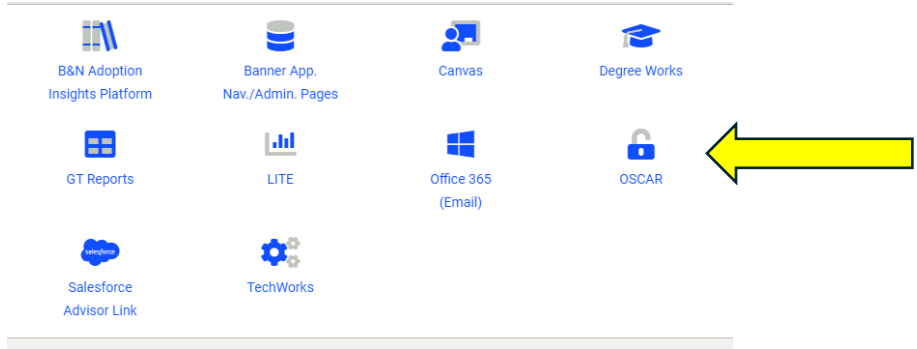 B&N Adoption
Insights Platform
Banner App.
Nav./Admin. Pages
Canvas
Degree Works
GT Reports
LITE
Office 365
(Email)
OSCAR
salesforce
Salesforce
Advisor Link
TechWorks